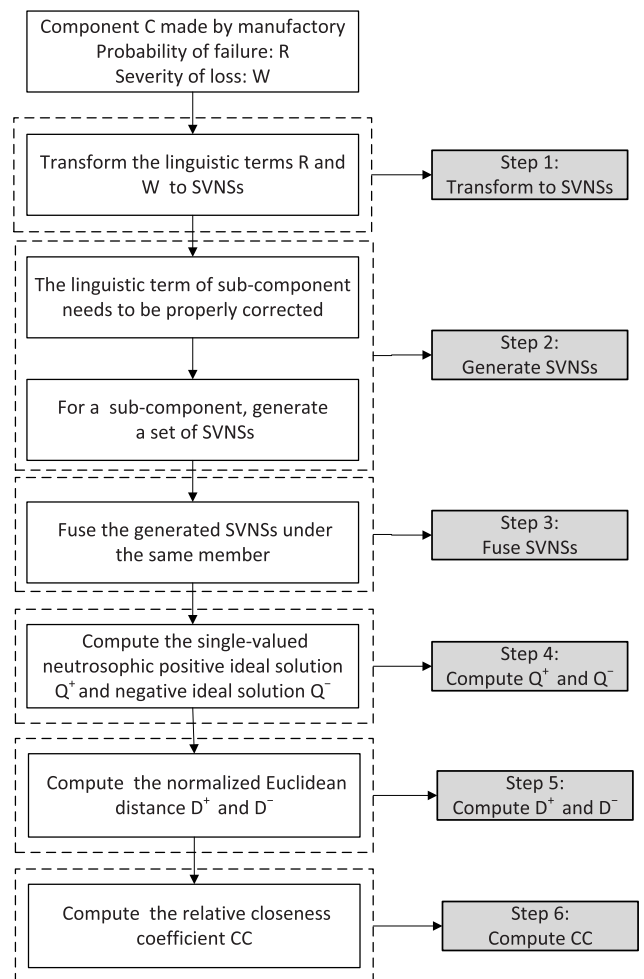 Component C made by manufactory
Probability of failure: R
Severity of loss: W
Transform the linguistic terms R and
W to SVNSs
Step 1:
Transform to SVNSs
The linguistic term of sub-component
needs to be properly corrected
Step 2:
Generate SVNSs
For a sub-component, generate
a set of SVNSs
Fuse the generated SVNSs under
the same member
Step 3:
Fuse SVNSs
Compute the single-valued
neutrosophic positive ideal solution
Q⁺ and negative ideal solution Q⁻
Step 4:
Compute Q⁺ and Q⁻
Compute the normalized Euclidean
distance D⁺ and D⁻
Step 5:
Compute D⁺ and D⁻
Compute the relative closeness
coefficient CC
Step 6:
Compute CC